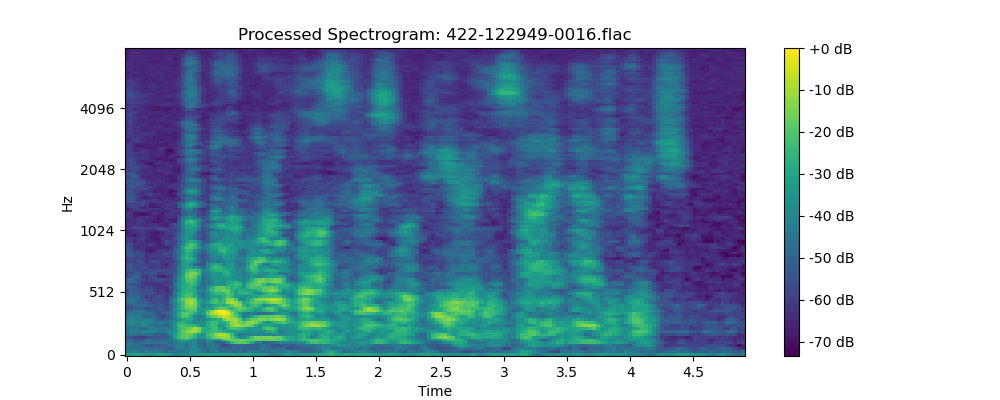 Processed Spectrogram: 422-122949-0016.flac
+0 dB
-10 dB
4096
-20 dB
2048
-30 dB
Hz
-40 dB
1024
-50 dB
512
-60 dB
0
-70 dB
0 0.5 1 1.5 2 2.5 3 3.5 4 4.5
Time